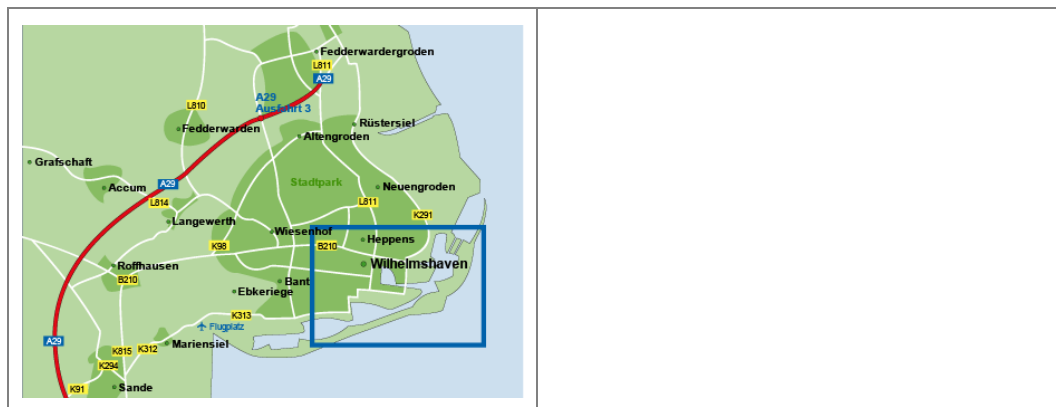 Fedderwardergroden
L811
A29
A29
Ausfahrt 3
L810
Fedderwarden
Rüstersiel
Altengroden
Grafschaft
Stadtpark
A29
Accum
Neuengroden
L814
L811
K291
Langewerth
Wiesenhof
K98
B210
Heppens
Roffhausen
Wilhelmshaven
B210
Bant
Ebkeriege
K313
Flugplatz
A29
Mariensiel
K815
K312
K294
K91
Sande